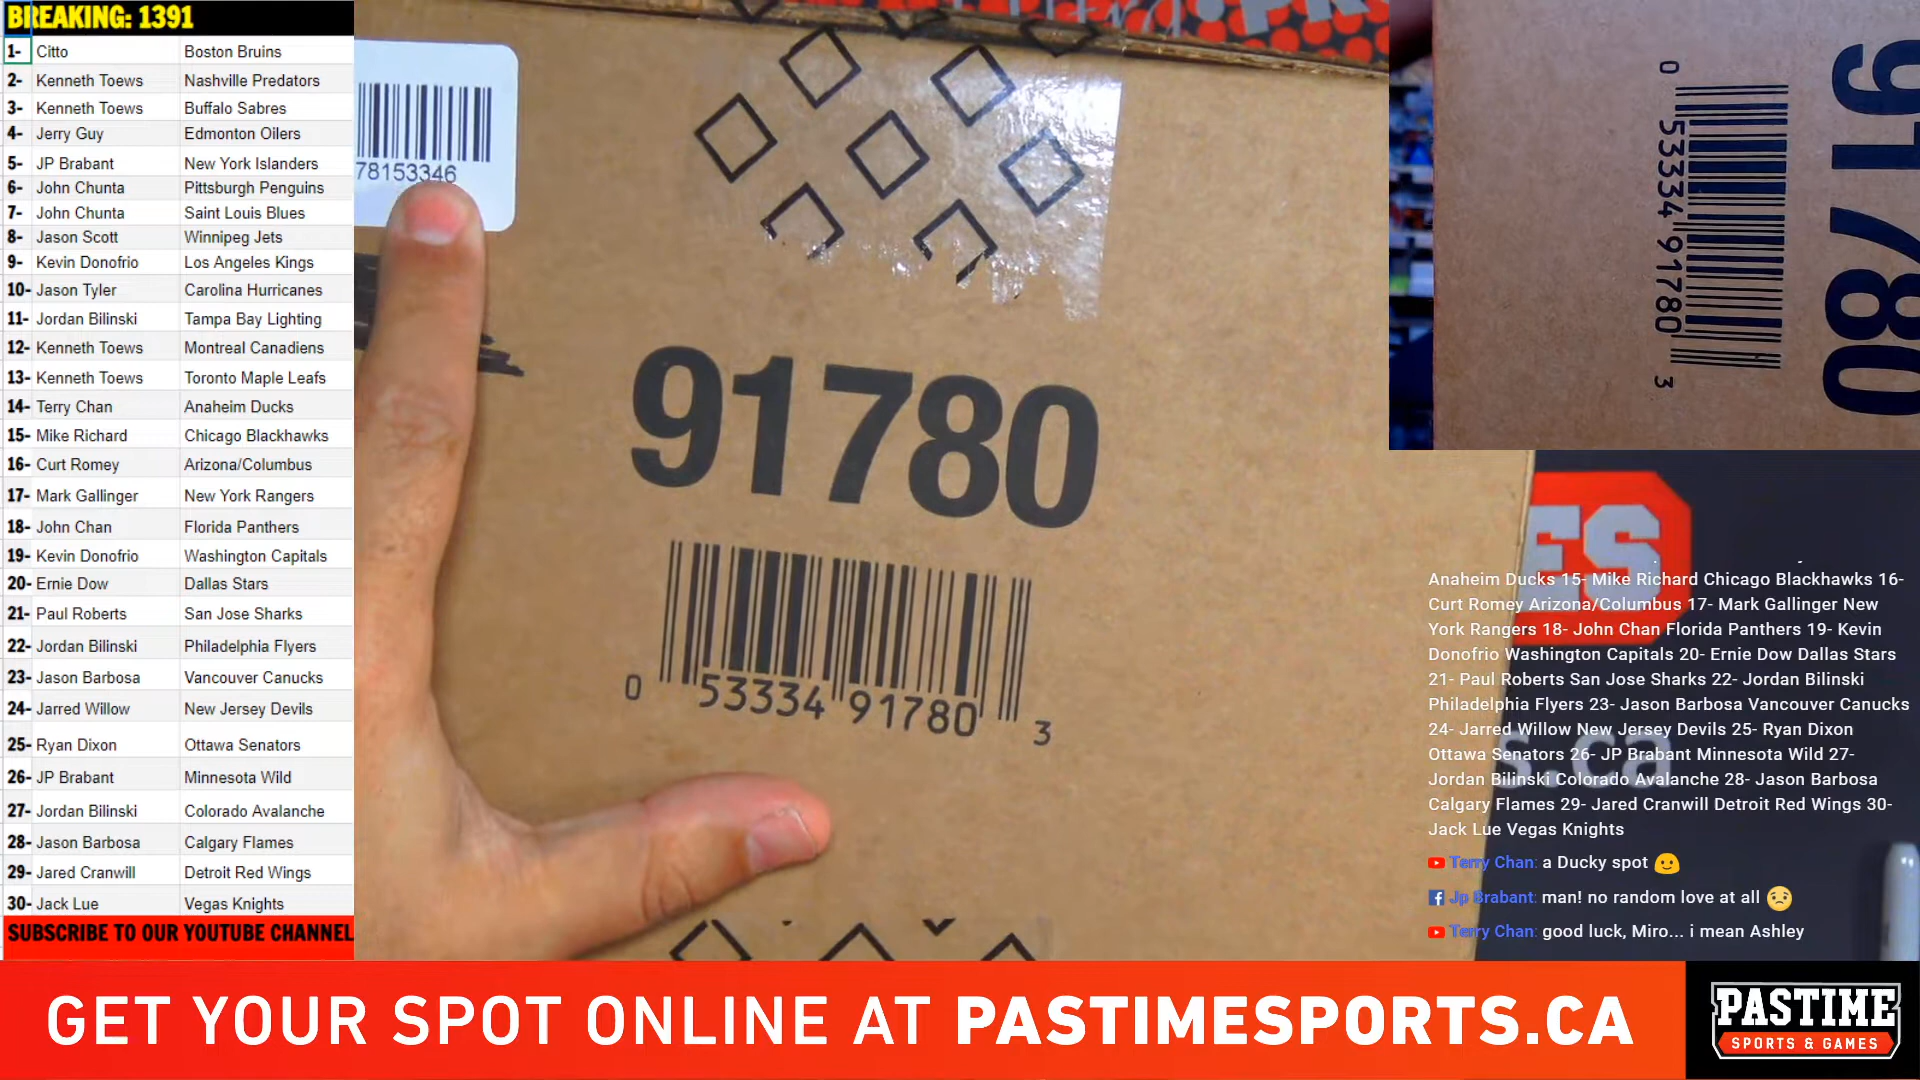 BREAKING: 1391
1- Citto Boston Bruins
2- Kenneth Toews Nashville Predators
3- Kenneth Toews Buffalo Sabres
4- Jerry Guy Edmonton Oilers
5- JP Brabant New York Islanders
6- John Chunta Pittsburgh Penguins
7- John Chunta Saint Louis Blues
8- Jason Scott Winnipeg Jets
9- Kevin Donofrio Los Angeles Kings
10- Jason Tyler Carolina Hurricanes
11- Jordan Bilinski Tampa Bay Lighting
12- Kenneth Toews Montreal Canadiens
13- Kenneth Toews Toronto Maple Leafs
14- Terry Chan Anaheim Ducks
15- Mike Richard Chicago Blackhawks
16- Curt Romey Arizona/Columbus
17- Mark Gallinger New York Rangers
18- John Chan Florida Panthers
19- Kevin Donofrio Washington Capitals
20- Ernie Dow Dallas Stars
21- Paul Roberts San Jose Sharks
22- Jordan Bilinski Philadelphia Flyers
23- Jason Barbosa Vancouver Canucks
24- Jarred Willow New Jersey Devils
25- Ryan Dixon Ottawa Senators
26- JP Brabant Minnesota Wild
27- Jordan Bilinski Colorado Avalanche
28- Jason Barbosa Calgary Flames
29- Jared Cranwill Detroit Red Wings
30- Jack Lue Vegas Knights
SUBSCRIBE TO OUR YOUTUBE CHANNEL
78153346
91780
0 53334 91780 3
0 53334 91780 3
91780
ES
s.ca
Anaheim Ducks 15- Mike Richard Chicago Blackhawks 16-
Curt Romey Arizona/Columbus 17- Mark Gallinger New
York Rangers 18- John Chan Florida Panthers 19- Kevin
Donofrio Washington Capitals 20- Ernie Dow Dallas Stars
21- Paul Roberts San Jose Sharks 22- Jordan Bilinski
Philadelphia Flyers 23- Jason Barbosa Vancouver Canucks
24- Jarred Willow New Jersey Devils 25- Ryan Dixon
Ottawa Senators 26- JP Brabant Minnesota Wild 27-
Jordan Bilinski Colorado Avalanche 28- Jason Barbosa
Calgary Flames 29- Jared Cranwill Detroit Red Wings 30-
Jack Lue Vegas Knights
Terry Chan: a Ducky spot 🙂
Jp Brabant: man! no random love at all 😟
Terry Chan: good luck, Miro... i mean Ashley
GET YOUR SPOT ONLINE AT PASTIMESPORTS.CA
PASTIME
SPORTS & GAMES